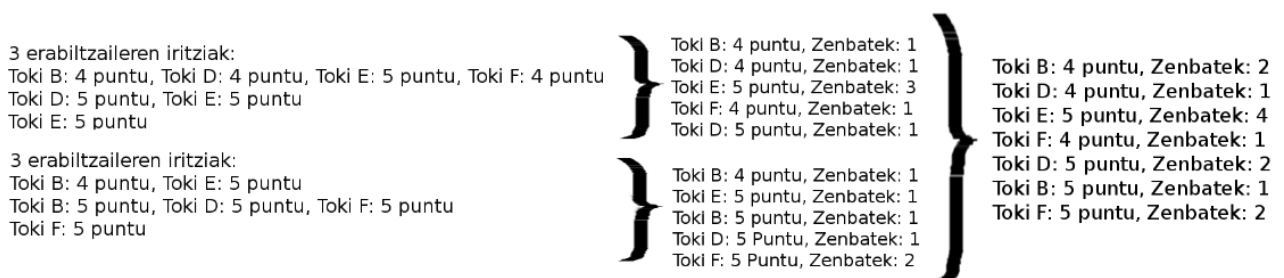 3 erabiltzaileren iritziak:
Toki B: 4 puntu, Toki D: 4 puntu, Toki E: 5 puntu, Toki F: 4 puntu
Toki D: 5 puntu, Toki E: 5 puntu
Toki E: 5 puntu
3 erabiltzaileren iritziak:
Toki B: 4 puntu, Toki E: 5 puntu
Toki B: 5 puntu, Toki D: 5 puntu, Toki F: 5 puntu
Toki F: 5 puntu
Toki B: 4 puntu, Zenbatek: 1
Toki D: 4 puntu, Zenbatek: 1
Toki E: 5 puntu, Zenbatek: 3
Toki F: 4 puntu, Zenbatek: 1
Toki D: 5 puntu, Zenbatek: 1
Toki B: 4 puntu, Zenbatek: 1
Toki E: 5 puntu, Zenbatek: 1
Toki B: 5 puntu, Zenbatek: 1
Toki D: 5 Puntu, Zenbatek: 1
Toki F: 5 Puntu, Zenbatek: 2
Toki B: 4 puntu, Zenbatek: 2
Toki D: 4 puntu, Zenbatek: 1
Toki E: 5 puntu, Zenbatek: 4
Toki F: 4 puntu, Zenbatek: 1
Toki D: 5 puntu, Zenbatek: 2
Toki B: 5 puntu, Zenbatek: 1
Toki F: 5 puntu, Zenbatek: 2